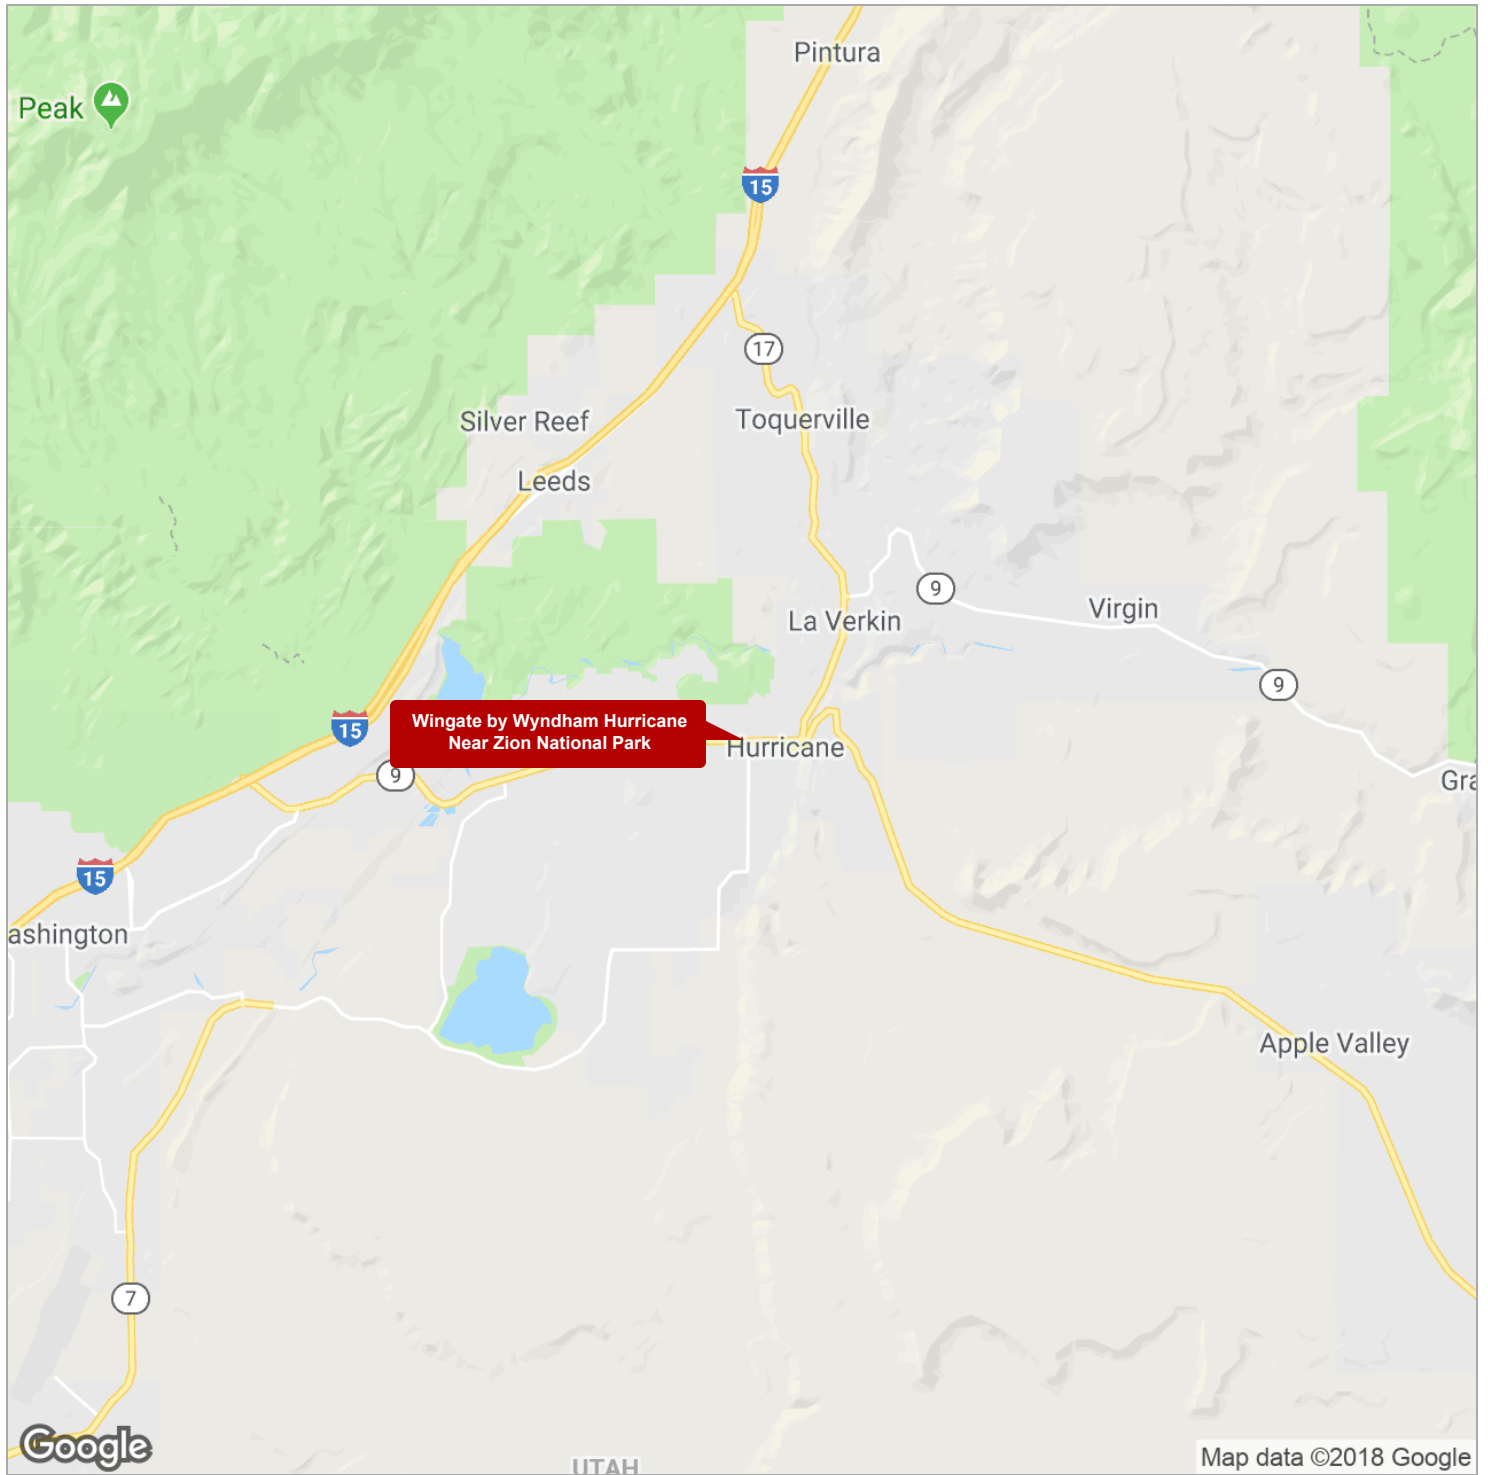 Pintura
Peak
15
17
Silver Reef
Toquerville
Leeds
9
Virgin
La Verkin
9
15
Wingate by Wyndham Hurricane
Near Zion National Park
Hurricane
9
Gra
15
ashington
Apple Valley
7
Google
Map data ©2018 Google
UTAH